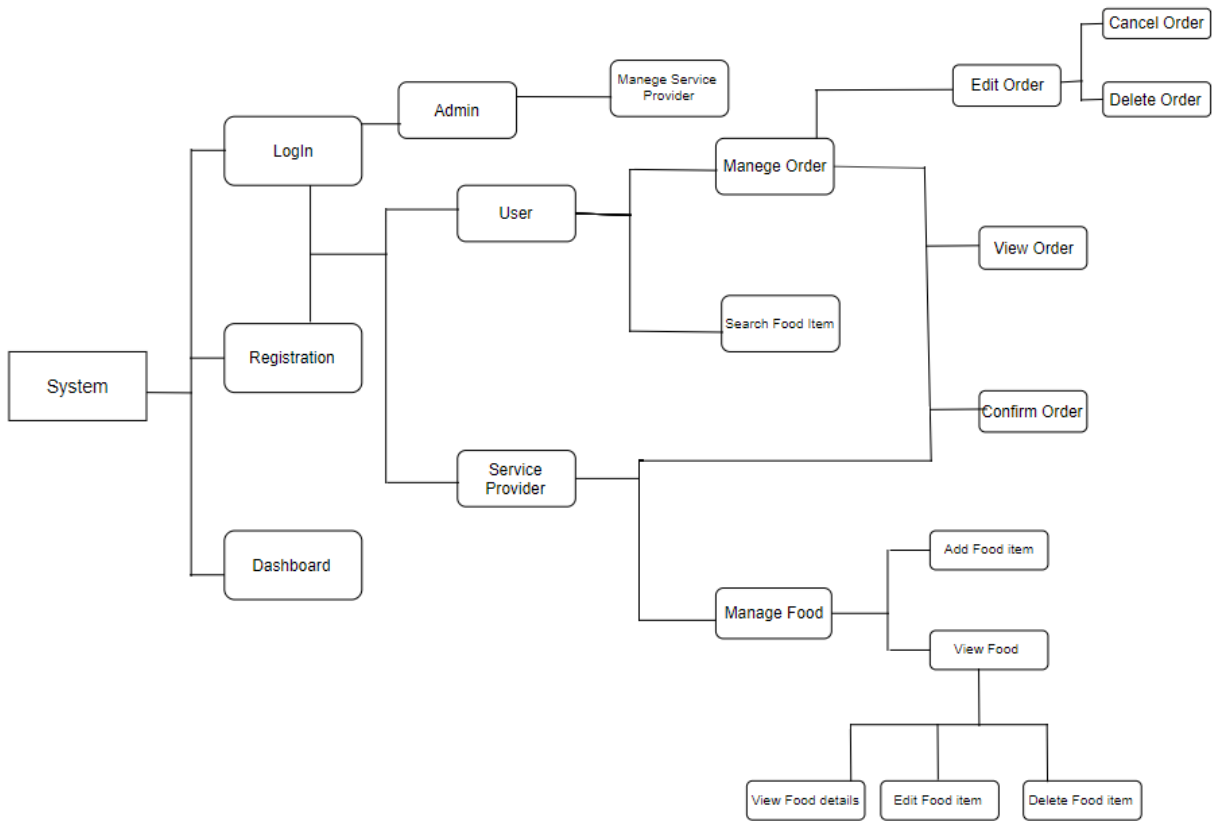 Cancel Order
Manege Service
Provider
Edit Order
Admin
Delete Order
LogIn
Manege Order
User
View Order
Search Food Item
Registration
System
Confirm Order
Service
Provider
Add Food item
Dashboard
Manage Food
View Food
View Food details
Edit Food item
Delete Food item